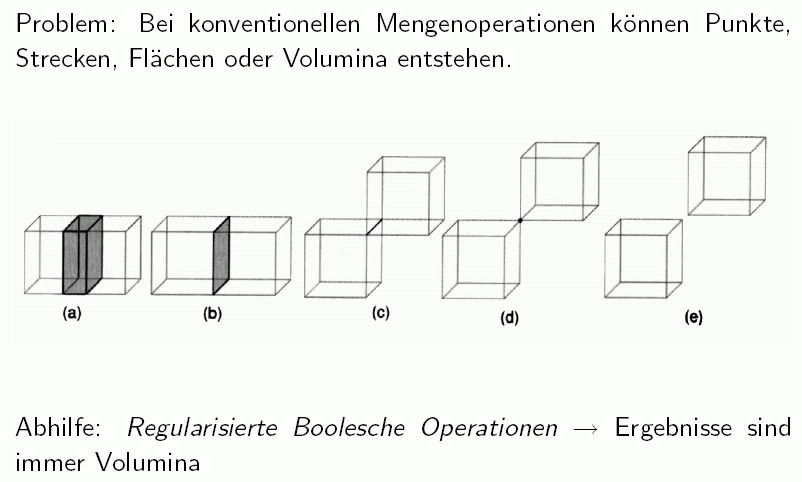 Problem: Bei konventionellen Mengenoperationen können Punkte,
Strecken, Flächen oder Volumina entstehen.
(a) (b) (c) (d) (e)
Abhilfe: Regularisierte Boolesche Operationen → Ergebnisse sind
immer Volumina